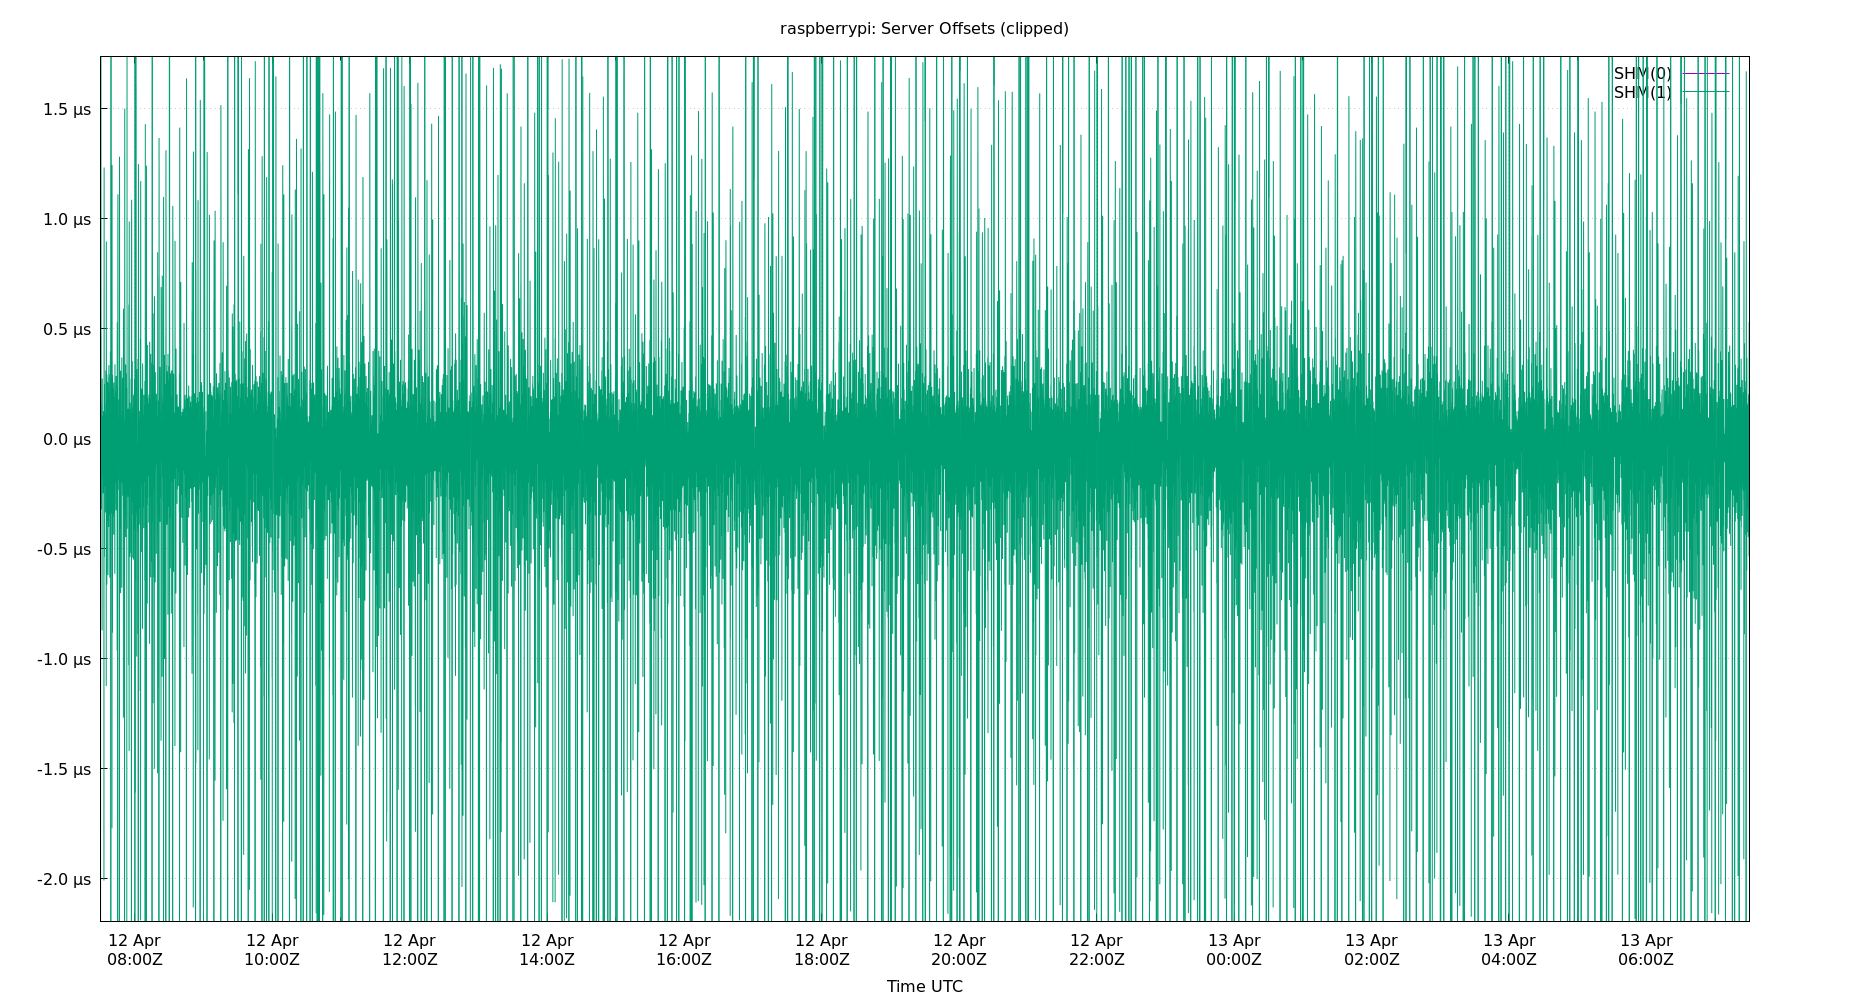 raspberrypi: Server Offsets (clipped)
SHM(0)
SHM(1)
1.5 µs
1.0 µs
0.5 µs
0.0 µs
-0.5 µs
-1.0 µs
-1.5 µs
-2.0 µs
12 Apr 12 Apr 12 Apr 12 Apr 12 Apr 12 Apr 12 Apr 12 Apr 13 Apr 13 Apr 13 Apr 13 Apr
08:00Z 10:00Z 12:00Z 14:00Z 16:00Z 18:00Z 20:00Z 22:00Z 00:00Z 02:00Z 04:00Z 06:00Z
Time UTC